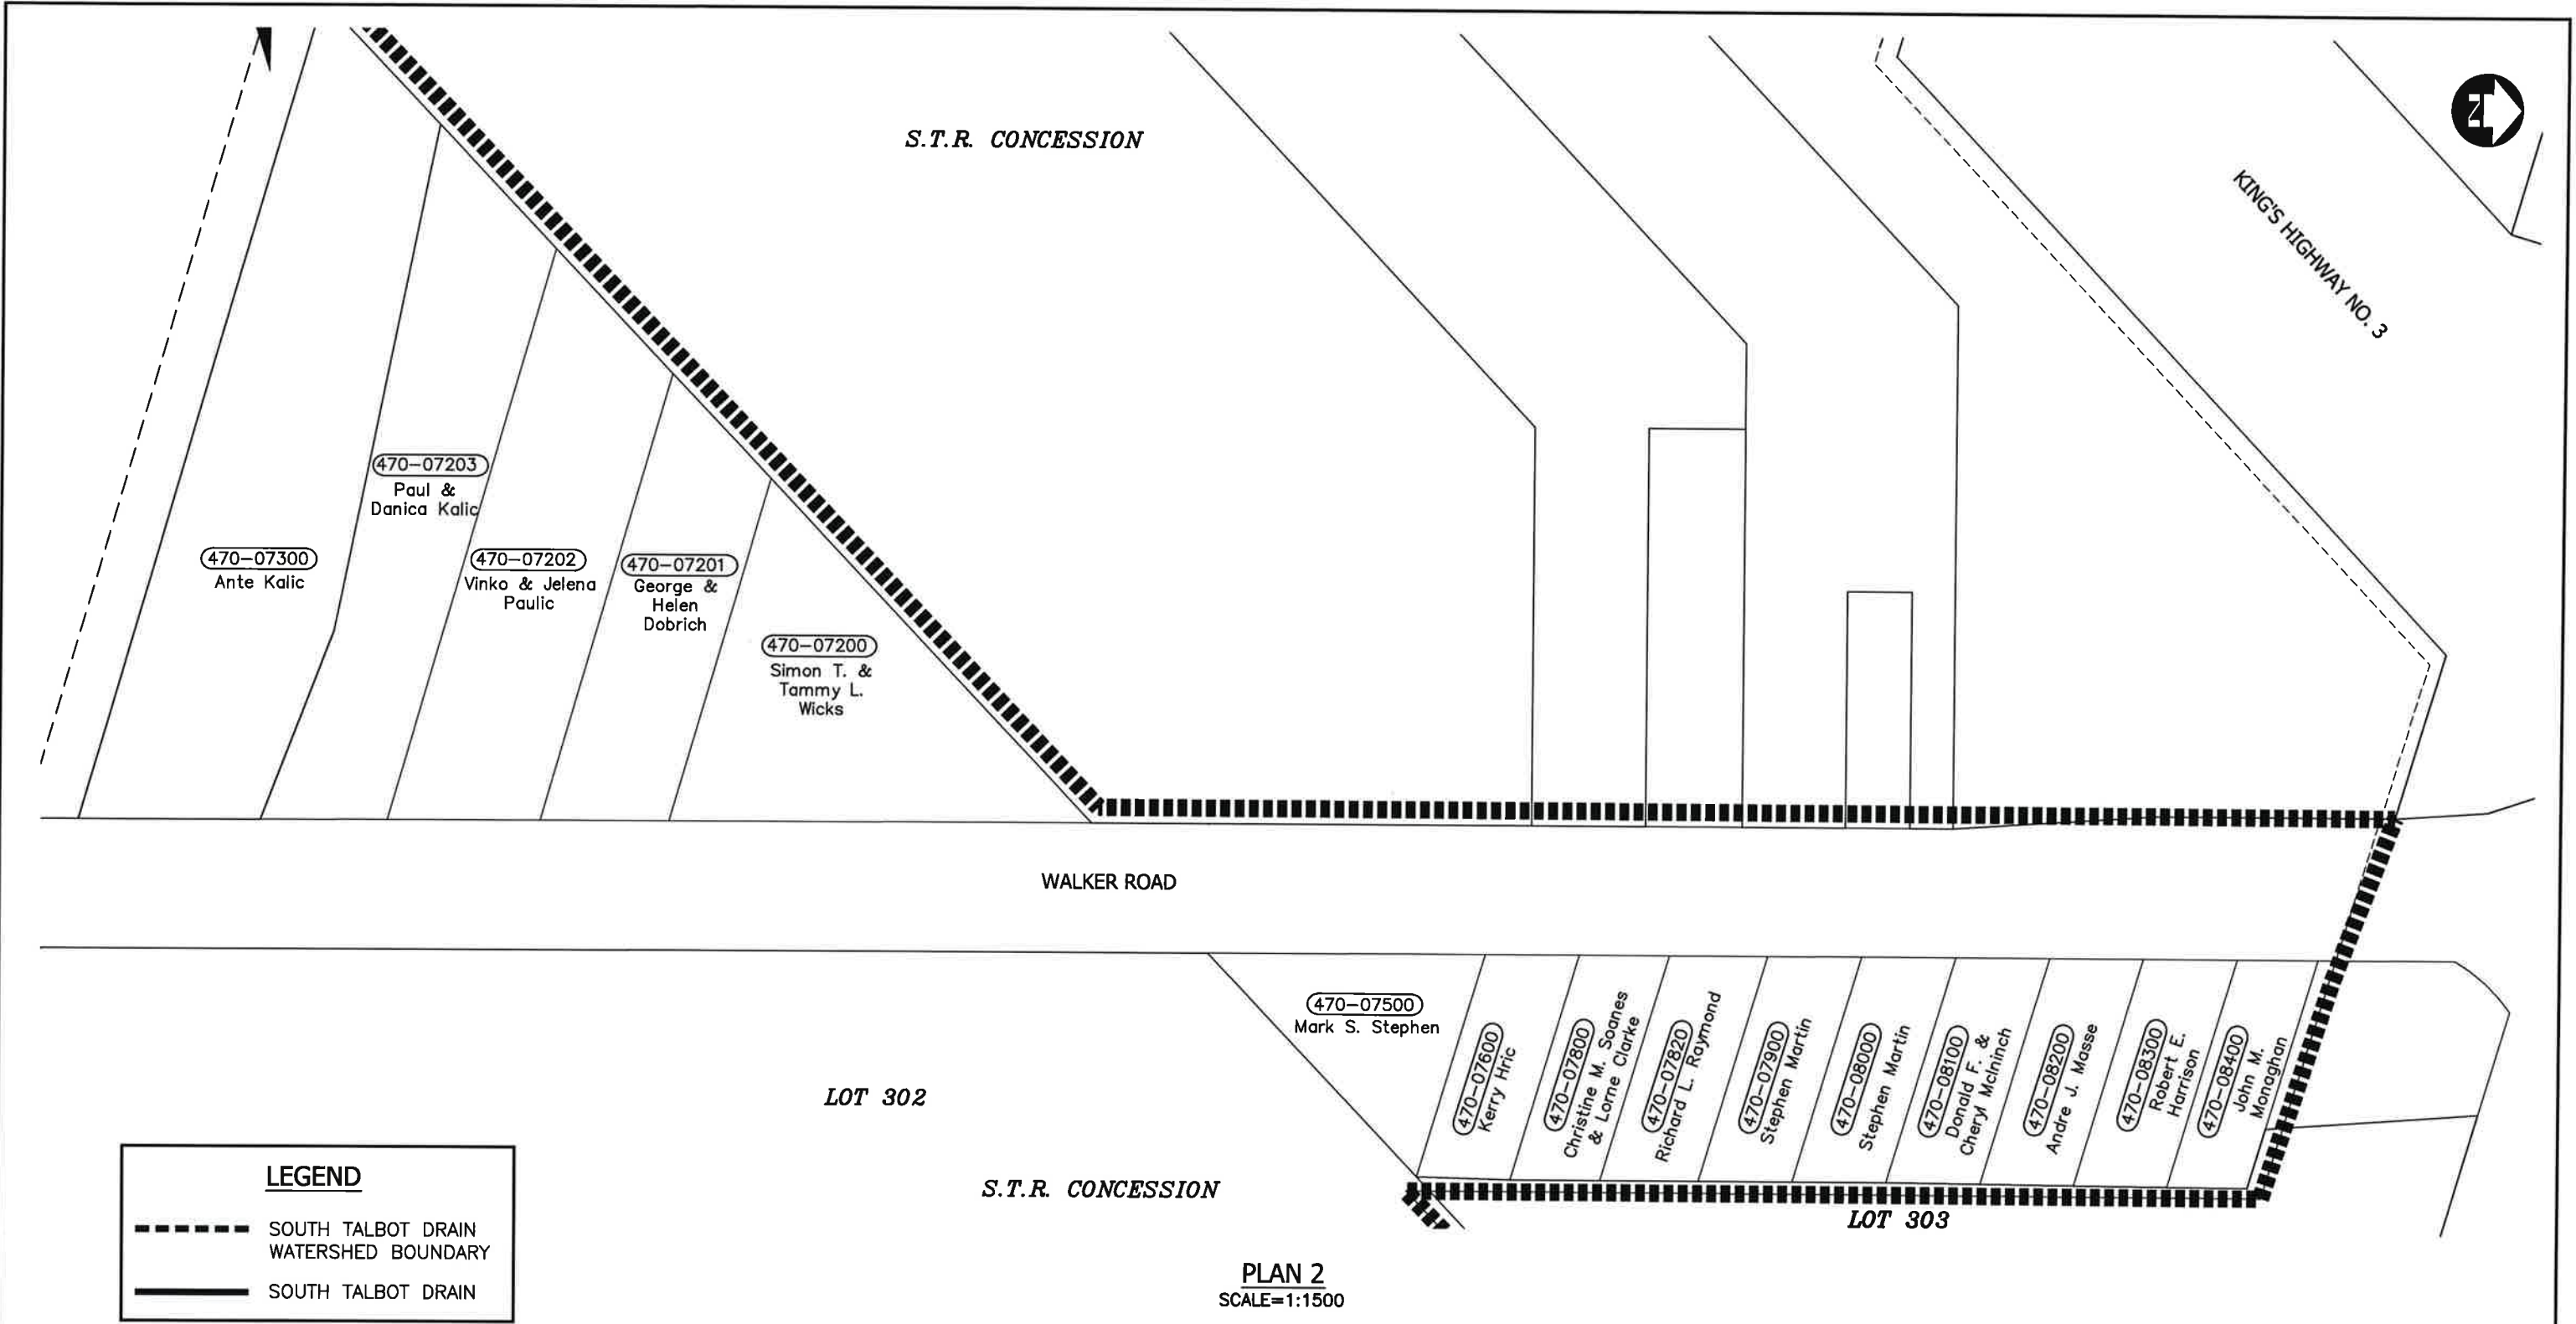 S.T.R. CONCESSION
N
KING'S HIGHWAY NO. 3
470-07203
Paul &
Danica Kalic
470-07300
Ante Kalic
470-07202
Vinko & Jelena
Paulic
470-07201
George &
Helen
Dobrich
470-07200
Simon T. &
Tammy L.
Wicks
WALKER ROAD
470-07500
Mark S. Stephen
470-07600
Kerry Hric
470-07800
Christine M. Soanes
& Lorne Clarke
470-07820
Richard L. Raymond
470-07900
Stephen Martin
470-08000
Stephen Martin
470-08100
Donald F. &
Cheryl McIninch
470-08200
Andre J. Masse
470-08300
Robert E.
Harrison
470-08400
John M.
Monaghan
LOT 302
S.T.R. CONCESSION
LOT 303
LEGEND
SOUTH TALBOT DRAIN
WATERSHED BOUNDARY
SOUTH TALBOT DRAIN
PLAN 2
SCALE=1:1500